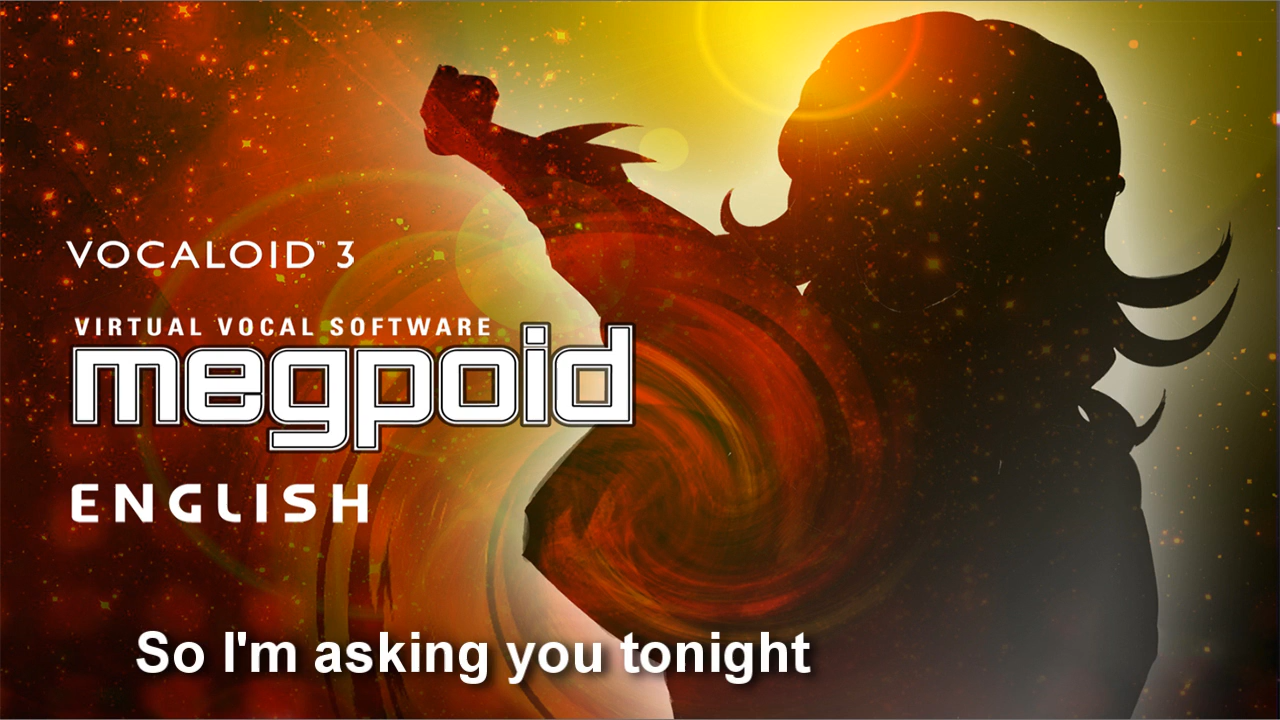 VOCALOID™ 3
VIRTUAL VOCAL SOFTWARE
megpoid
ENGLISH
So I'm asking you tonight